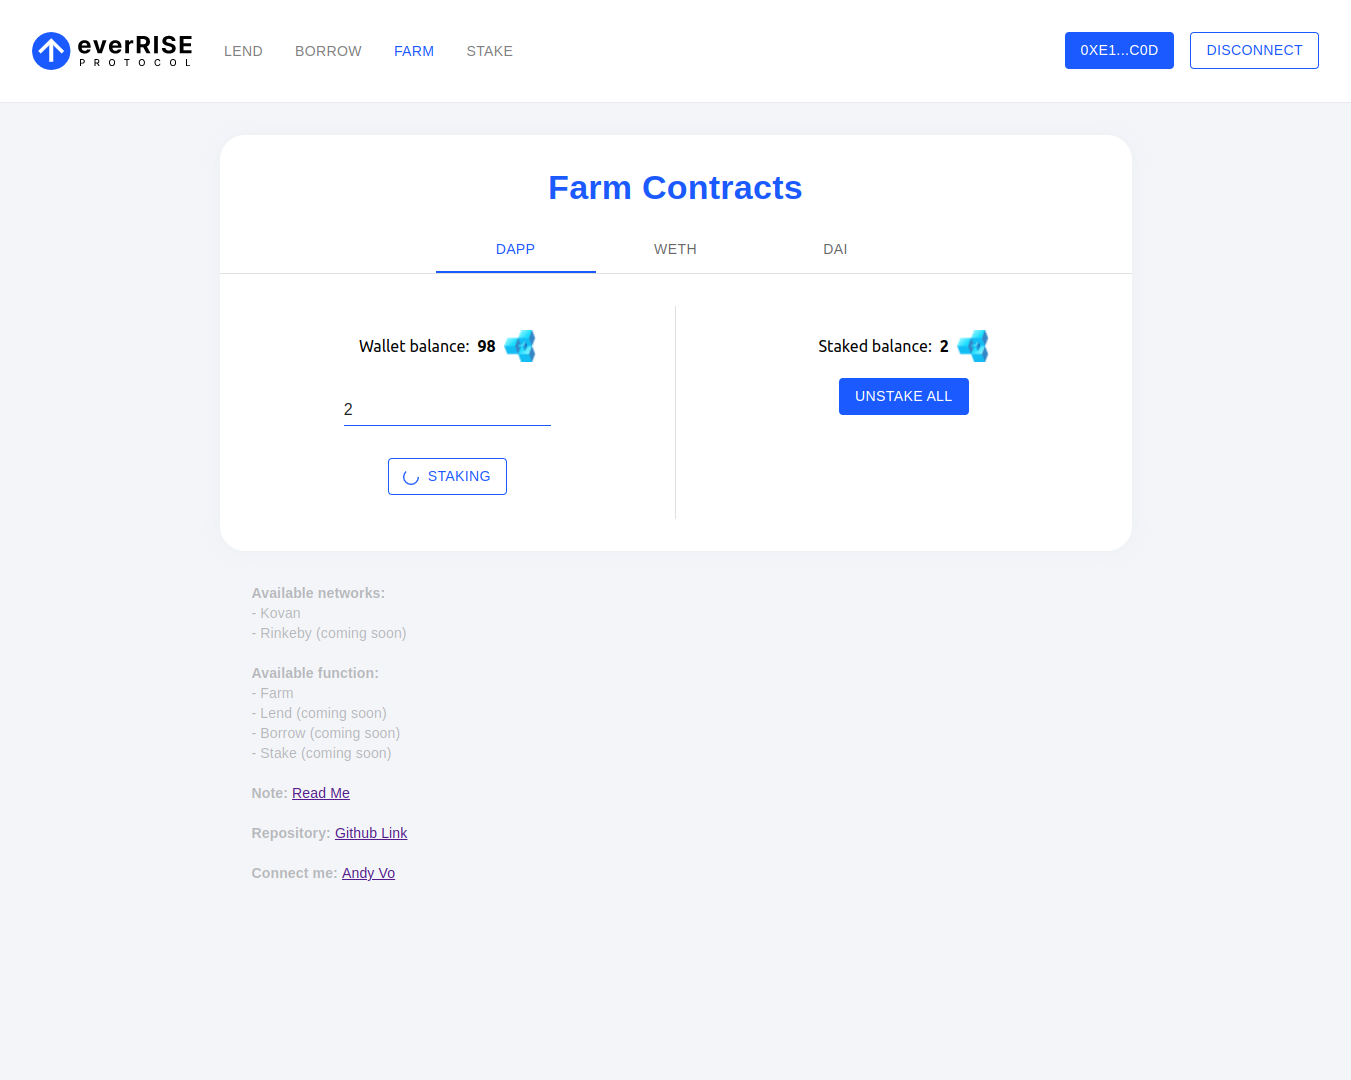 everRISE
PROTOCOL
LEND
BORROW
FARM
STAKE
0XE1...C0D
DISCONNECT
Farm Contracts
DAPP
WETH
DAI
Wallet balance: 98
2
STAKING
Staked balance: 2
UNSTAKE ALL
Available networks:
- Kovan
- Rinkeby (coming soon)
Available function:
- Farm
- Lend (coming soon)
- Borrow (coming soon)
- Stake (coming soon)
Note: Read Me
Repository: Github Link
Connect me: Andy Vo